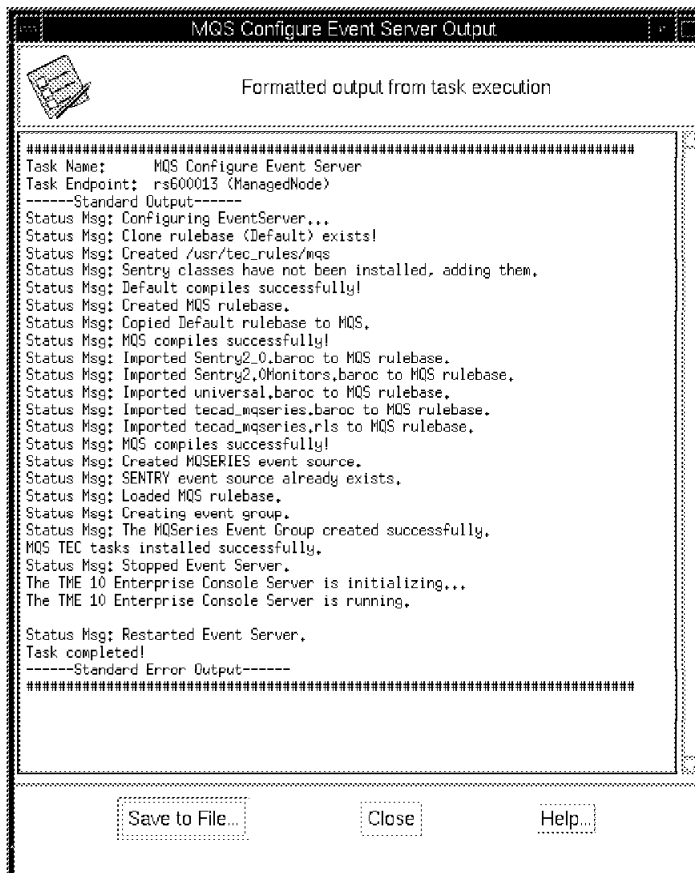 MQS Configure Event Server Output
Formatted output from task execution
############################################################################
Task Name:      MQS Configure Event Server
Task Endpoint:  rs600013 (ManagedNode)
------Standard Output------
Status Msg: Configuring EventServer...
Status Msg: Clone rulebase (Default) exists!
Status Msg: Created /usr/tec_rules/mqs
Status Msg: Sentry classes have not been installed, adding them.
Status Msg: Default compiles successfully!
Status Msg: Created MQS rulebase.
Status Msg: Copied Default rulebase to MQS.
Status Msg: MQS compiles successfully!
Status Msg: Imported Sentry2_0.baroc to MQS rulebase.
Status Msg: Imported Sentry2.0Monitors.baroc to MQS rulebase.
Status Msg: Imported universal.baroc to MQS rulebase.
Status Msg: Imported tecad_mqseries.baroc to MQS rulebase.
Status Msg: Imported tecad_mqseries.rls to MQS rulebase.
Status Msg: MQS compiles successfully!
Status Msg: Created MQSERIES event source.
Status Msg: SENTRY event source already exists.
Status Msg: Loaded MQS rulebase.
Status Msg: Creating event group.
Status Msg: The MQSeries Event Group created successfully.
MQS TEC tasks installed successfully.
Status Msg: Stopped Event Server.
The TME 10 Enterprise Console Server is initializing...
The TME 10 Enterprise Console Server is running.
Status Msg: Restarted Event Server.
Task completed!
------Standard Error Output------
############################################################################
Save to File... Close Help...